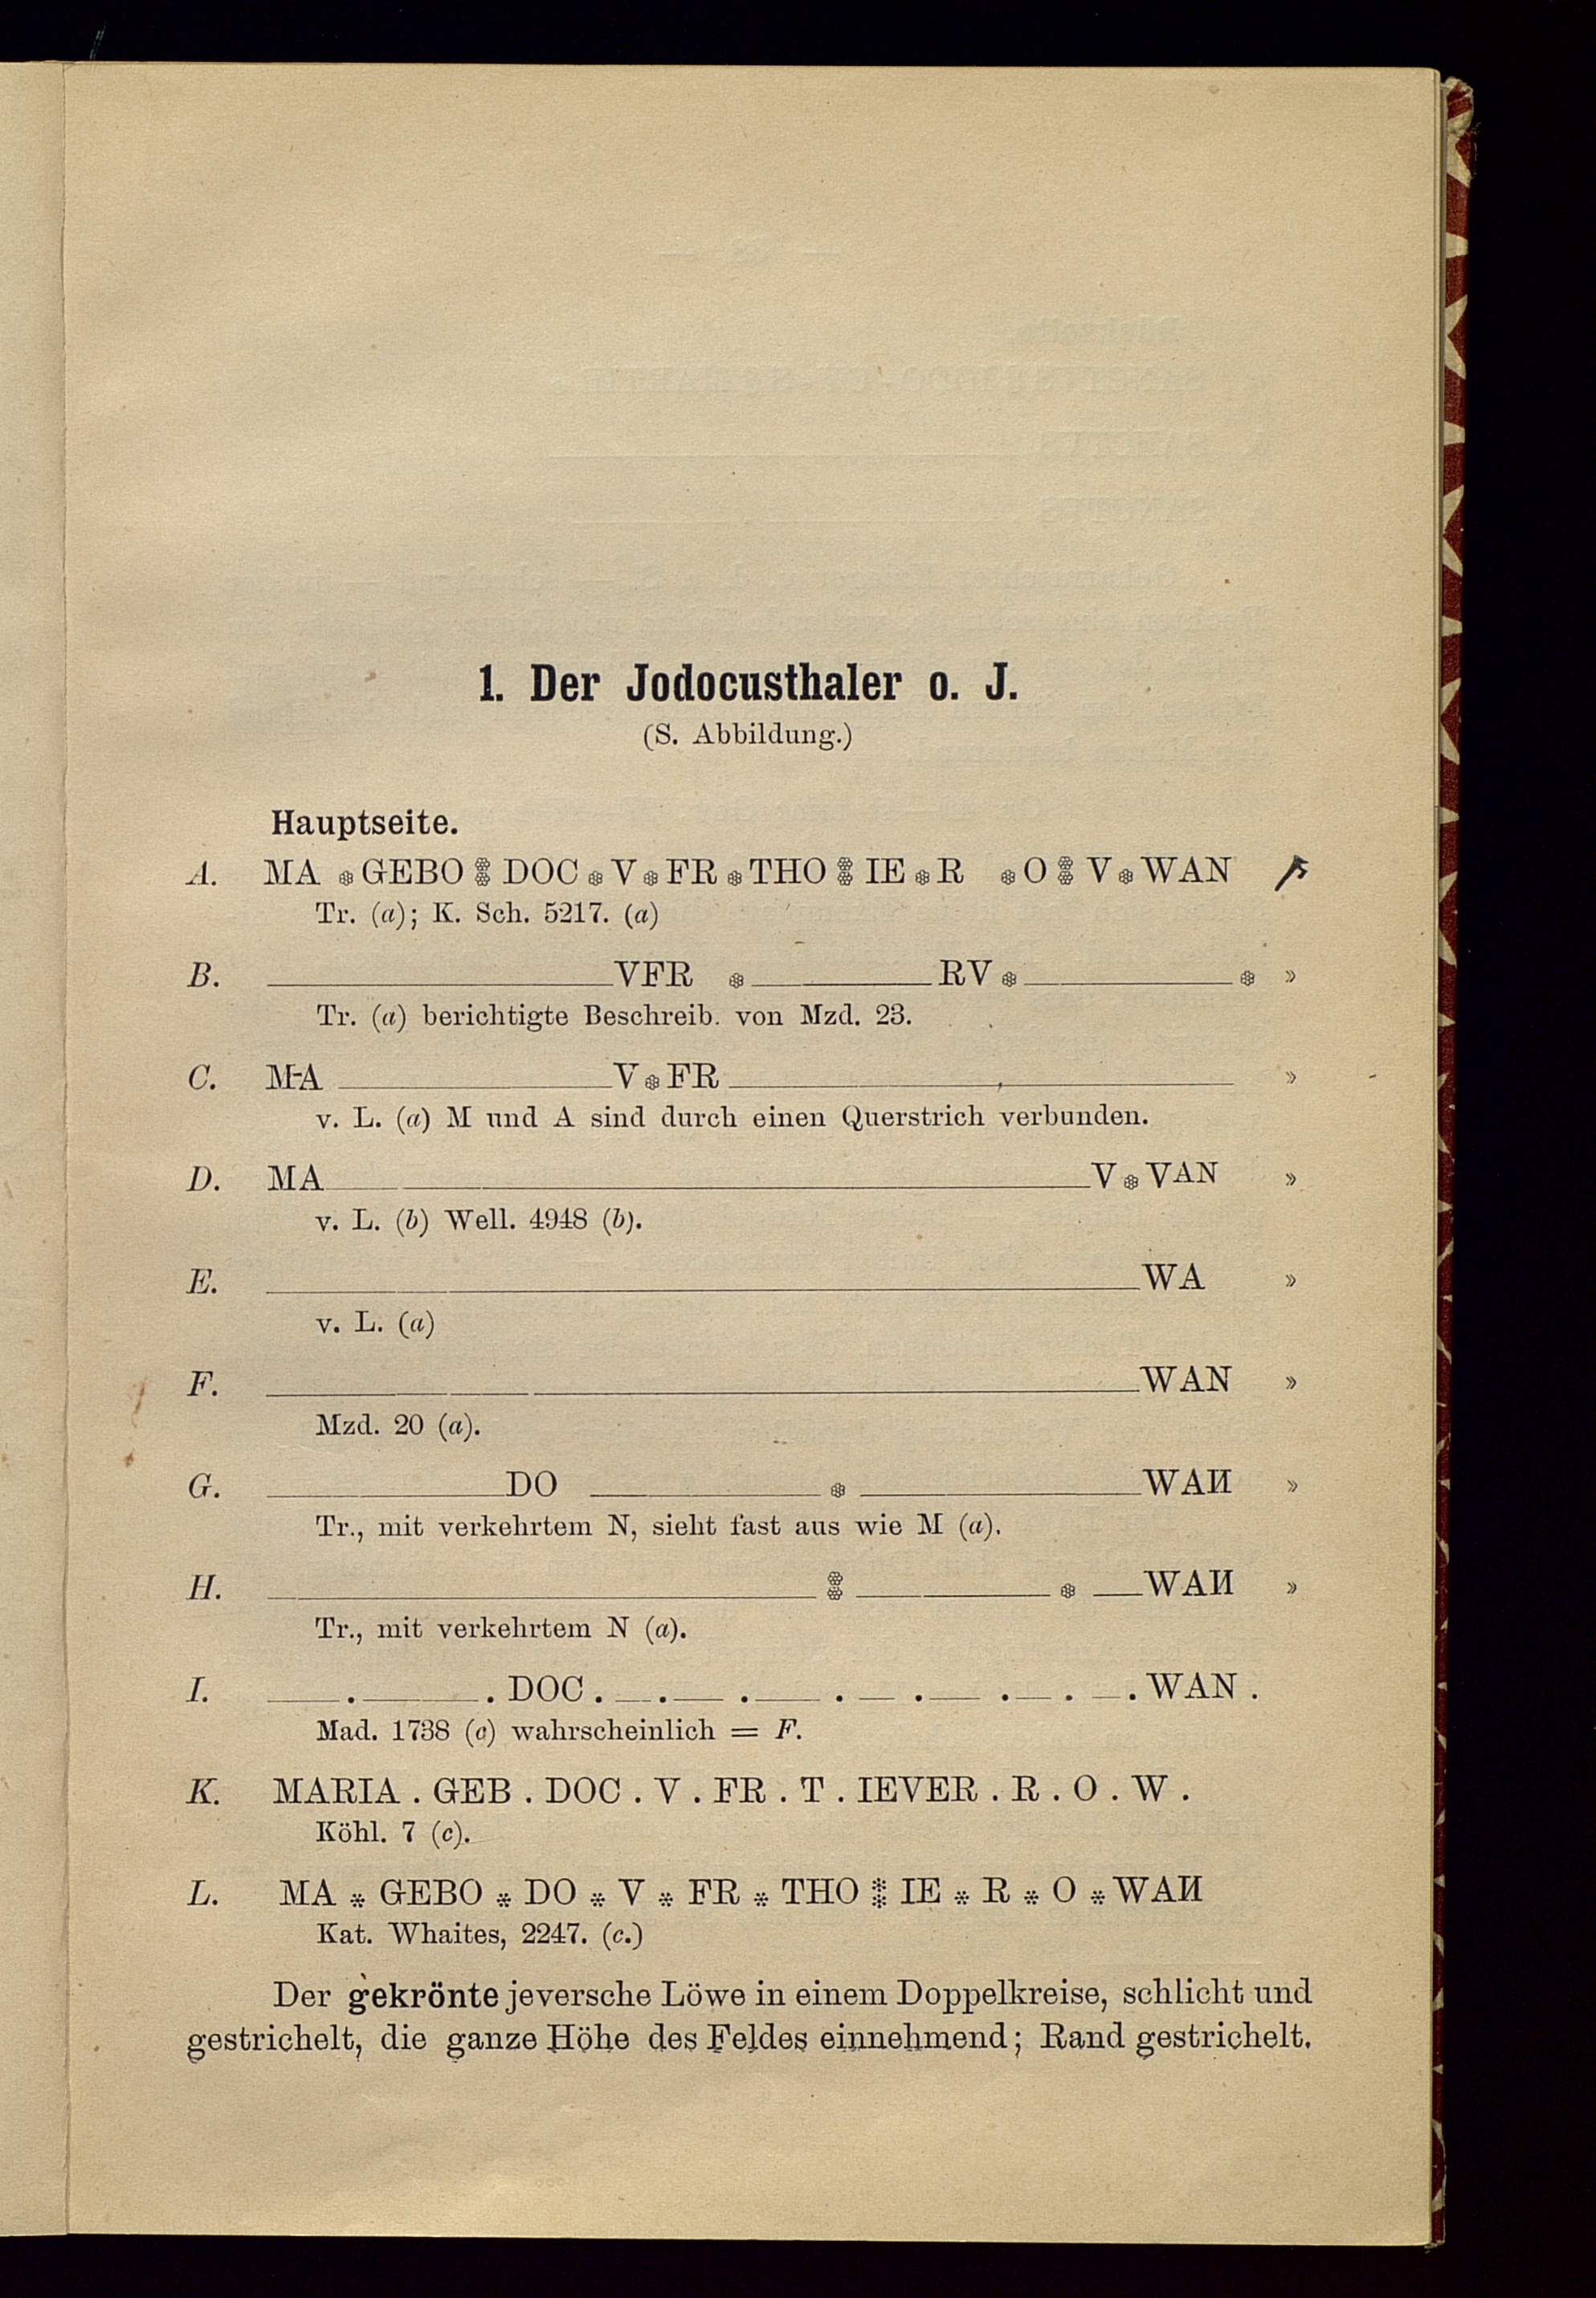 1. Der Jodocusthaler o. J.
(S. Abbildung.)
Hauptseite.
A. MA ❁ GEBO ⁑ DOC ❁ V ❁ FR ❁ THO ⁑ IE ❁ R ❁ O ⁑ V ❁ WAN
Tr. (a); K. Sch. 5217. (a)
B. ——— VFR ❁ ——— RV ❁ ——— ❁ »
Tr. (a) berichtigte Beschreib. von Mzd. 23.
C. M-A ——— V ❁ FR ——— »
v. L. (a) M und A sind durch einen Querstrich verbunden.
D. MA ——— V ❁ VAN »
v. L. (b) Well. 4948 (b).
E. ——— WA »
v. L. (a)
F. ——— WAN »
Mzd. 20 (a).
G. ——— DO ——— ❁ ——— WAИ »
Tr., mit verkehrtem N, sieht fast aus wie M (a).
H. ——— ⁑ ——— ❁ — WAИ »
Tr., mit verkehrtem N (a).
I. — . — . DOC . — . — . — . — . — . — . — . WAN .
Mad. 1738 (c) wahrscheinlich = F.
K. MARIA . GEB . DOC . V . FR . T . IEVER . R . O . W .
Köhl. 7 (c).
L. MA * GEBO * DO * V * FR * THO ⁑ IE * R * O * WAИ
Kat. Whaites, 2247. (c.)
Der gekrönte jeversche Löwe in einem Doppelkreise, schlicht und
gestrichelt, die ganze Höhe des Feldes einnehmend; Rand gestrichelt.